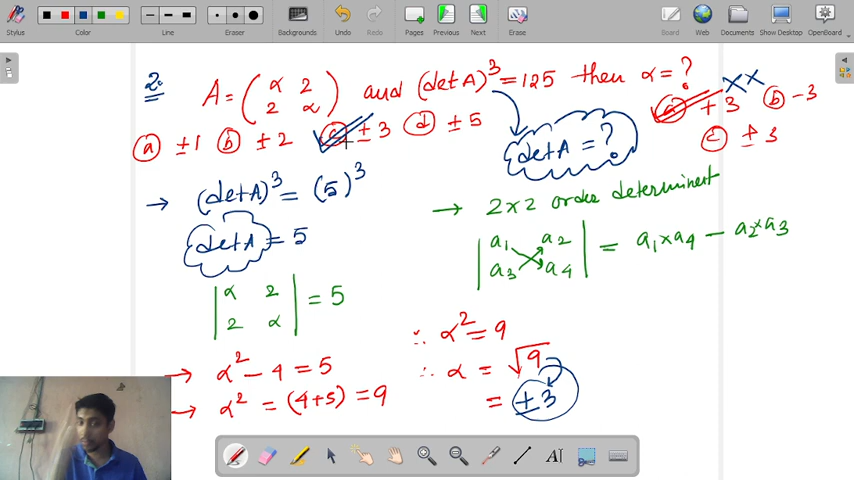 Stylus
Eraser
Backgrounds
Undo
Redo
Pages
Previous
Next
Erase
Board
Web
Documents
Show Desktop
OpenBoard
2.
A = ( α 2 2 α ) and (det A)³ = 125 then α = ?
(a) ±1 (b) ±2 (c) ±3 (d) ±5
(a) +3 (b) -3
(c) ±3
det A = ?
→ (det A)³ = (5)³
det A = 5
| α 2 2 α | = 5
→ α² - 4 = 5
→ α² = (4+5) = 9
→ 2×2 order determinent
| a₁ a₂ a₃ a₄ | = a₁×a₄ - a₂×a₃
∴ α² = 9
∴ α = √9
= ±3